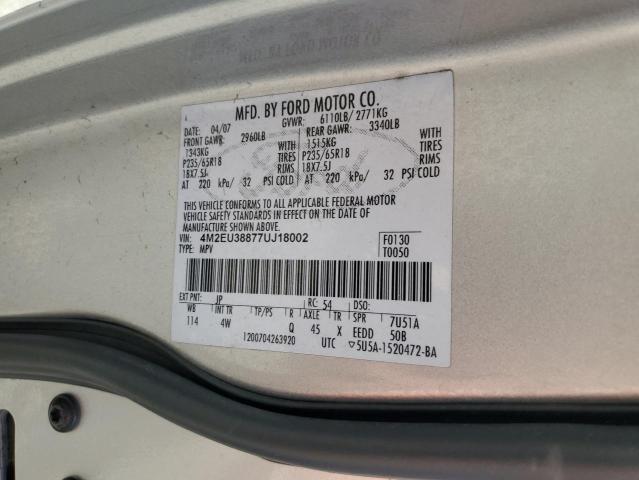 MFD. BY FORD MOTOR CO.
04/07 GVWR: 6110LB/ 2771KG
FRONT GAWR: 2960LB REAR GAWR: 3340LB
1343KG WITH 1515KG WITH
P235/65R18 TIRES P235/65R18 TIRES
18X7.5J RIMS 18X7.5J RIMS
AT 220 kPa/ 32 PSI COLD AT 220 kPa/ 32 PSI COLD
THIS VEHICLE CONFORMS TO ALL APPLICABLE FEDERAL MOTOR
VEHICLE SAFETY STANDARDS IN EFFECT ON THE DATE OF
MANUFACTURE SHOWN ABOVE.
VIN: 4M2EU38877UJ18002 F0130
TYPE: MPV T0050
EXT PNT: JP RC: 54 DSO:
WB INT TR TP/PS R AXLE TR SPR 7U51A
114 4W Q 45 X EEDD 50B
1200704263920 UTC ▽5U5A-1520472-BA